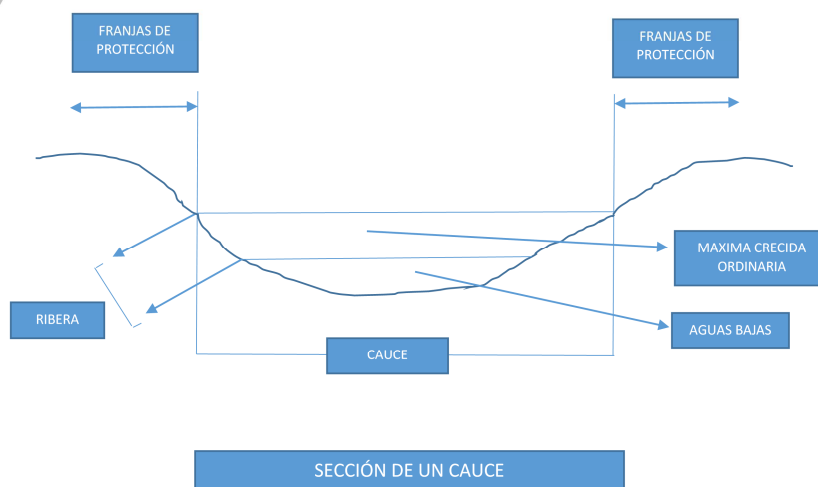 FRANJAS DE
PROTECCIÓN
FRANJAS DE
PROTECCIÓN
MAXIMA CRECIDA
ORDINARIA
RIBERA
AGUAS BAJAS
CAUCE
SECCIÓN DE UN CAUCE